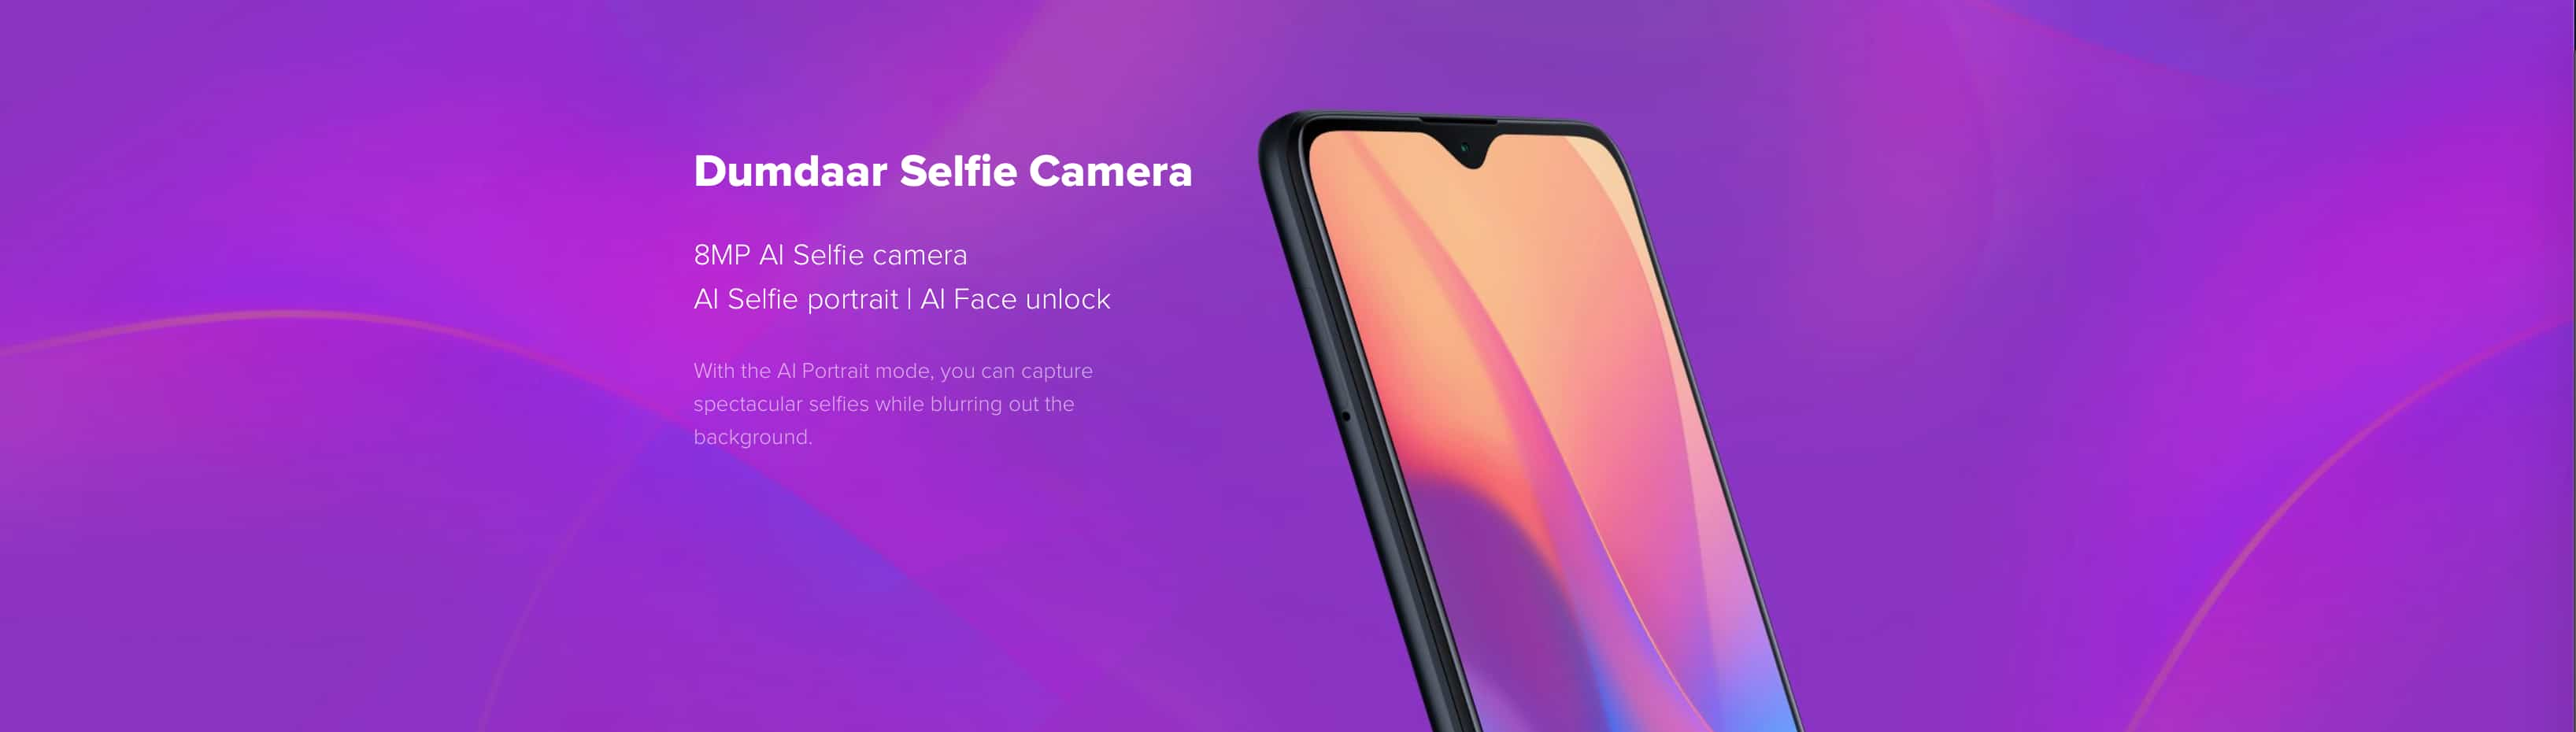 Dumdaar Selfie Camera
8MP AI Selfie camera
AI Selfie portrait | AI Face unlock
With the AI Portrait mode, you can capture
spectacular selfies while blurring out the
background.